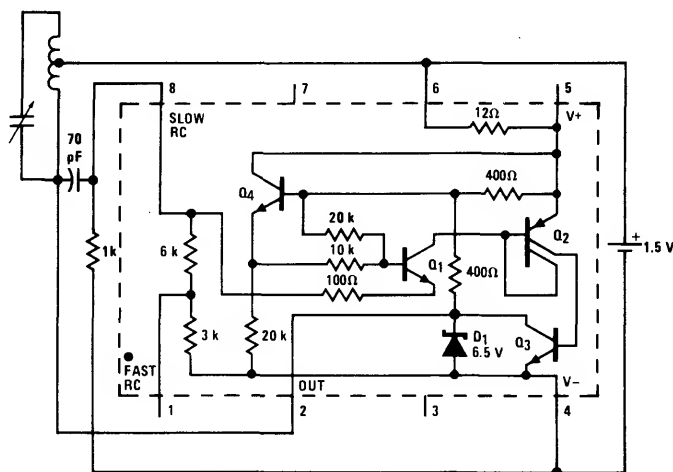 8
7
6
5
SLOW
RC
12Ω
V+
70
pF
Q4
400Ω
1k
6 k
20 k
10 k
100Ω
Q1
400Ω
Q2
+
1.5 V
3 k
20 k
D1
6.5 V
Q3
FAST
RC
OUT
V−
1
2
3
4